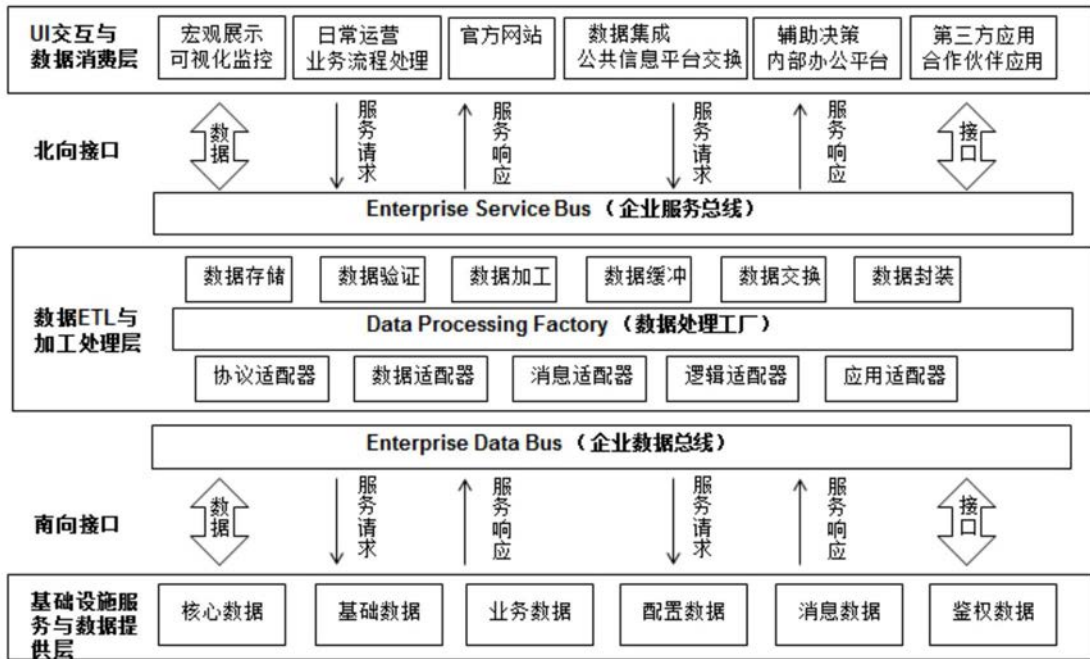 UI交互与
数据消费层
宏观展示
可视化监控
日常运营
业务流程处理
官方网站
数据集成
公共信息平台交换
辅助决策
内部办公平台
第三方应用
合作伙伴应用
北向接口
数据
服务请求
服务响应
服务请求
服务响应
接口
Enterprise Service Bus（企业服务总线）
数据ETL与
加工处理层
数据存储
数据验证
数据加工
数据缓冲
数据交换
数据封装
Data Processing Factory（数据处理工厂）
协议适配器
数据适配器
消息适配器
逻辑适配器
应用适配器
Enterprise Data Bus（企业数据总线）
南向接口
数据
服务请求
服务响应
服务请求
服务响应
接口
基础设施服
务与数据提
供层
核心数据
基础数据
业务数据
配置数据
消息数据
鉴权数据